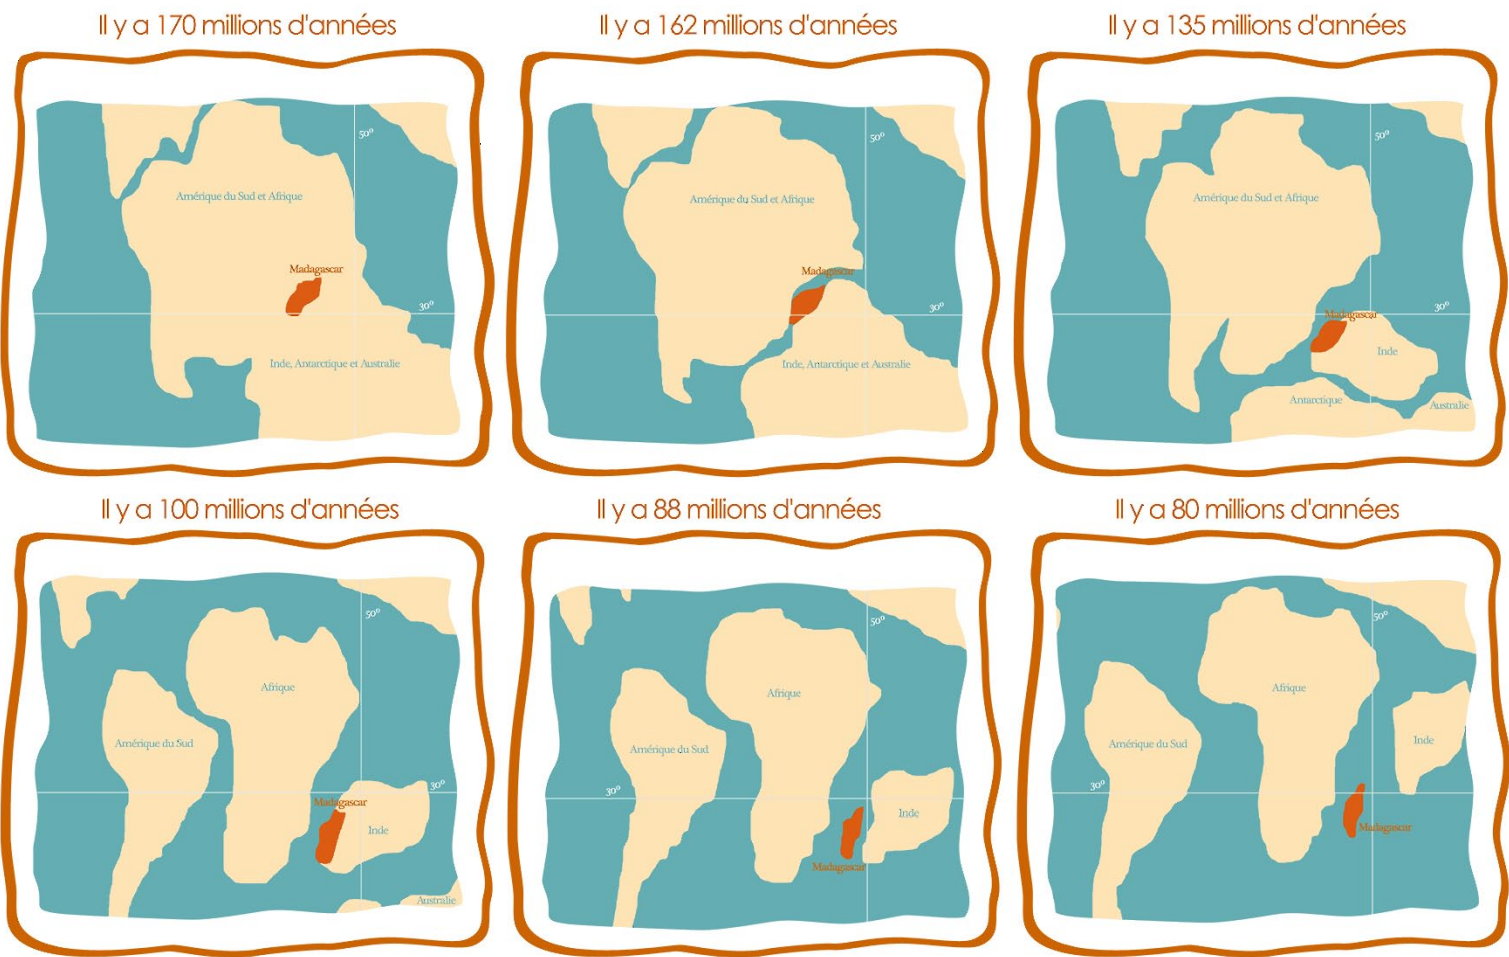 Il y a 170 millions d'années
50°
Amérique du Sud et Afrique
Madagascar
30°
Inde, Antarctique et Australie
Il y a 162 millions d'années
50°
Amérique du Sud et Afrique
Madagascar
30°
Inde, Antarctique et Australie
Il y a 135 millions d'années
50°
Amérique du Sud et Afrique
30°
Madagascar
Inde
Antarctique
Australie
Il y a 100 millions d'années
50°
Afrique
Amérique du Sud
30°
Madagascar
Inde
Australie
Il y a 88 millions d'années
50°
Afrique
Amérique du Sud
30°
Inde
Madagascar
Il y a 80 millions d'années
50°
Afrique
Amérique du Sud
Inde
30°
Madagascar